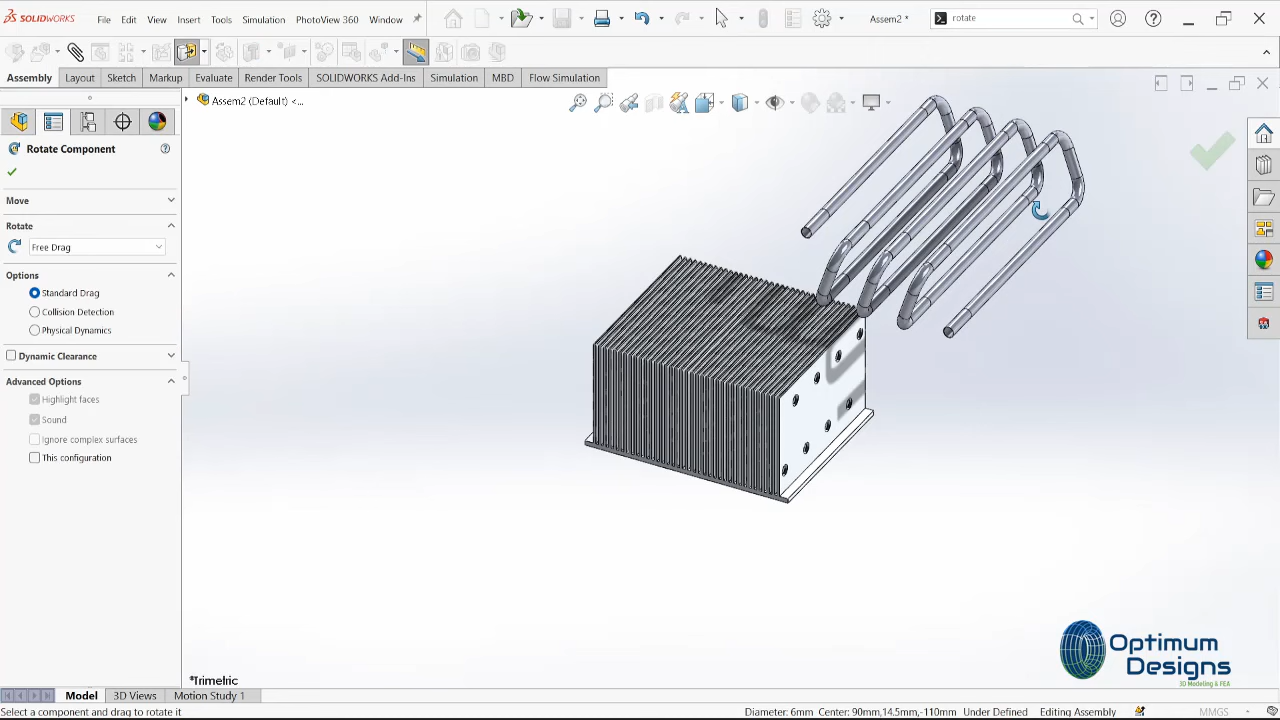 SOLIDWORKS File Edit View Insert Tools Simulation PhotoView 360 Window Assem2 * rotate
Assembly Layout Sketch Markup Evaluate Render Tools SOLIDWORKS Add-Ins Simulation MBD Flow Simulation
Assem2 (Default) <...
Rotate Component
Move
Rotate
Free Drag
Options
Standard Drag
Collision Detection
Physical Dynamics
Dynamic Clearance
Advanced Options
Highlight faces
Sound
Ignore complex surfaces
This configuration
Optimum
Designs
3D Modeling & FEA
*Trimetric
Model 3D Views Motion Study 1
Select a component and drag to rotate it Diameter: 6mm Center: 90mm,14.5mm,-110mm Under Defined Editing Assembly MMGS